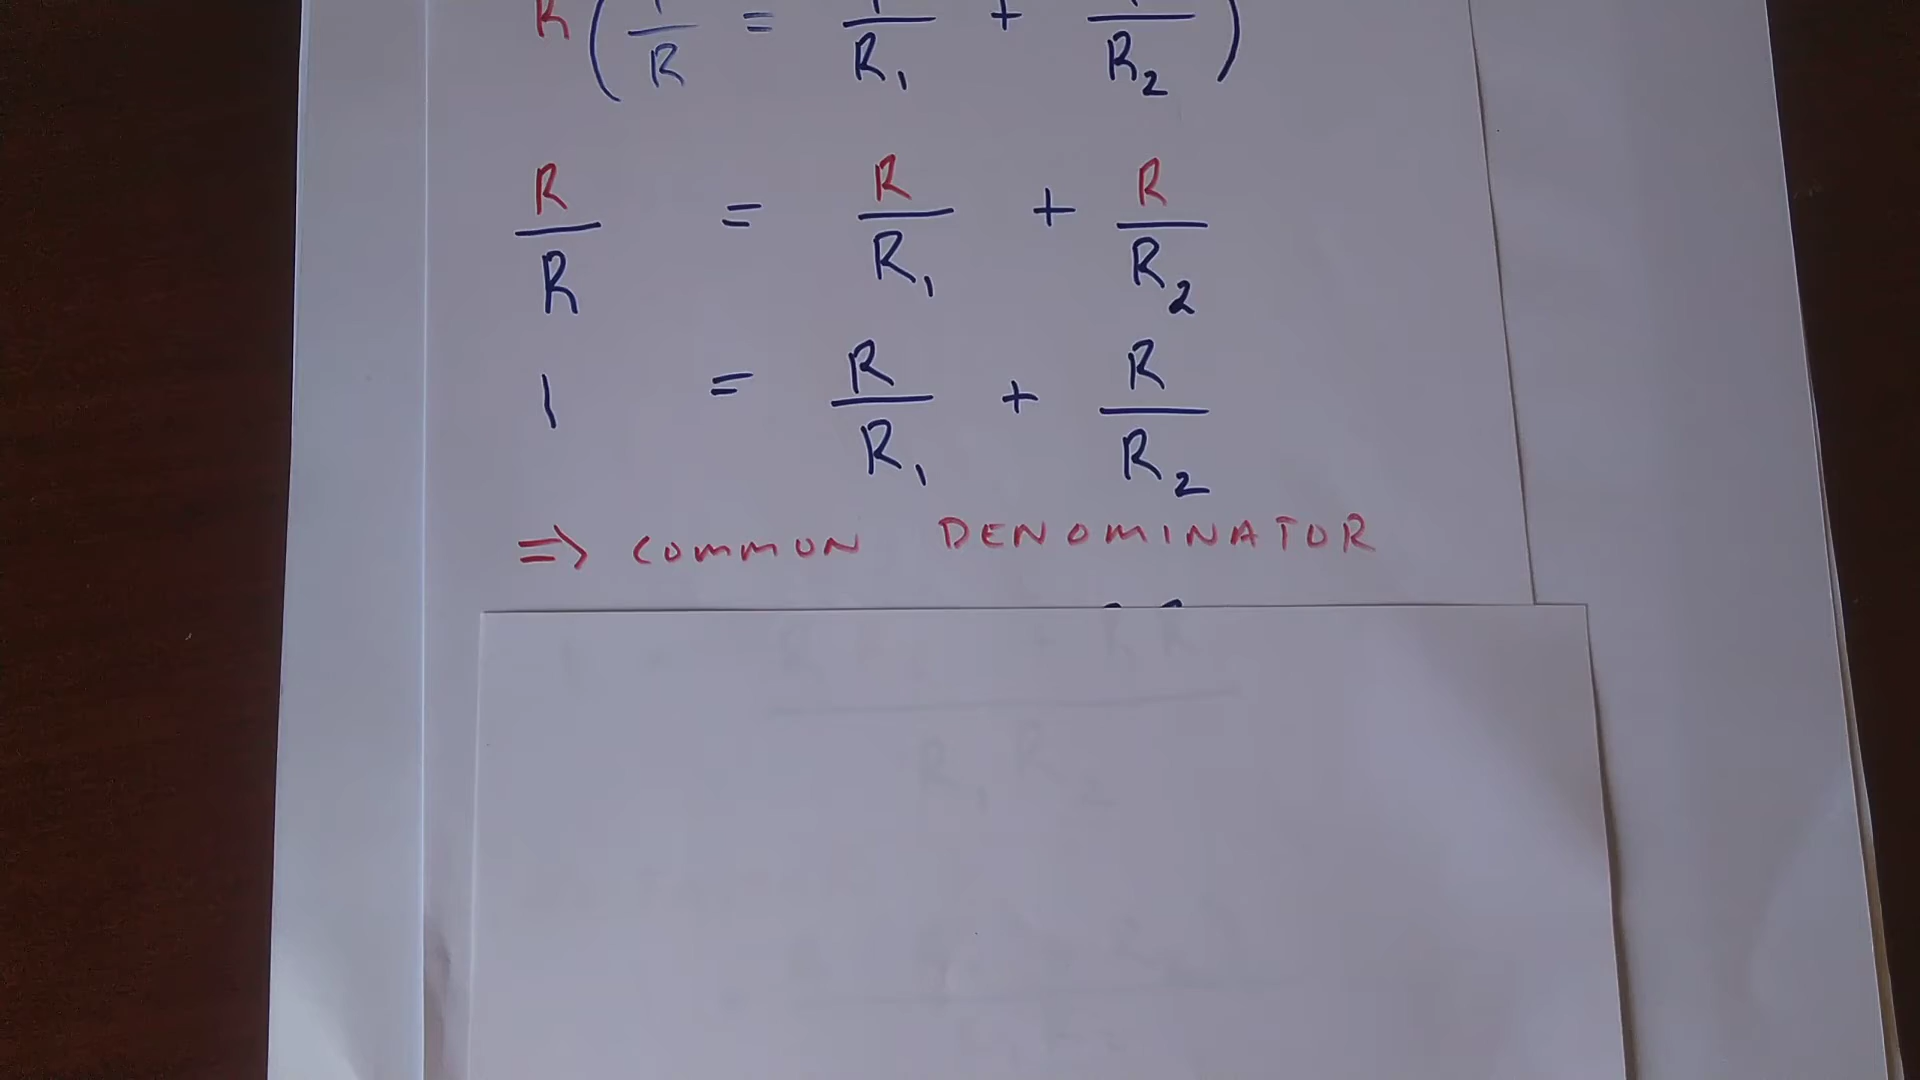 R ( 1/R = 1/R₁ + 1/R₂ )
R/R = R/R₁ + R/R₂
1 = R/R₁ + R/R₂
=> COMMON DENOMINATOR